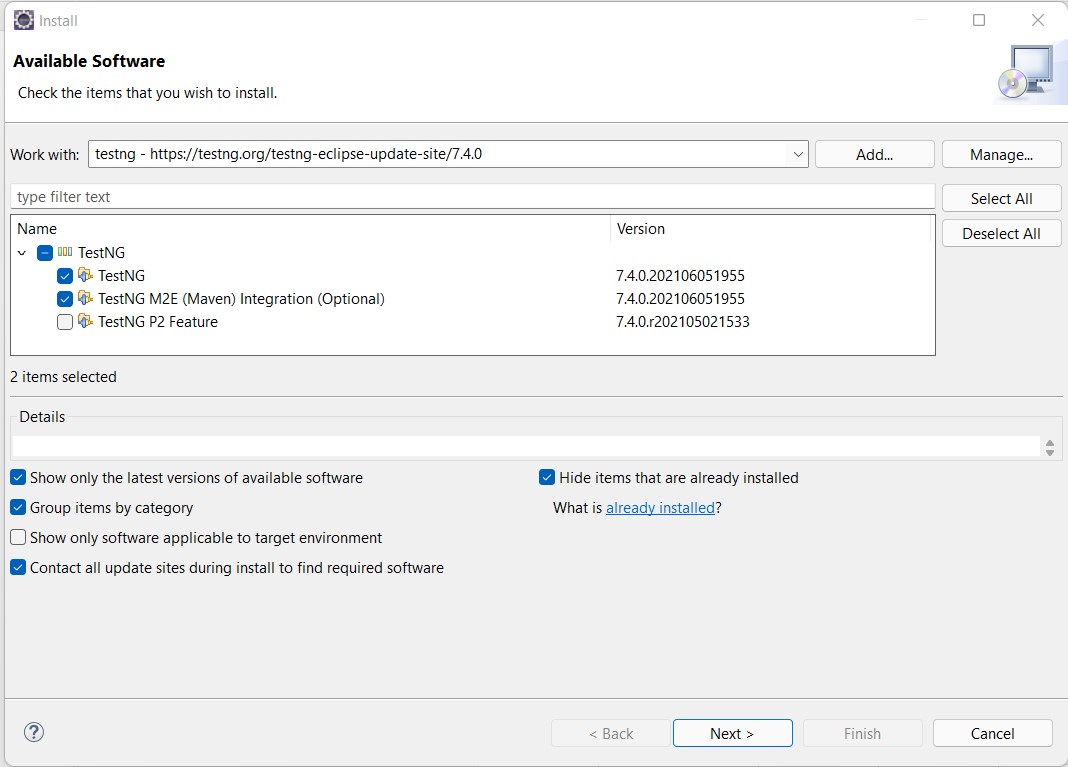 Install
Available Software
Check the items that you wish to install.
Work with: testng - https://testng.org/testng-eclipse-update-site/7.4.0 Add... Manage...
type filter text Select All
Name Version Deselect All
TestNG
TestNG 7.4.0.202106051955
TestNG M2E (Maven) Integration (Optional) 7.4.0.202106051955
TestNG P2 Feature 7.4.0.r202105021533
2 items selected
Details
Show only the latest versions of available software Hide items that are already installed
Group items by category What is already installed?
Show only software applicable to target environment
Contact all update sites during install to find required software
? < Back Next > Finish Cancel